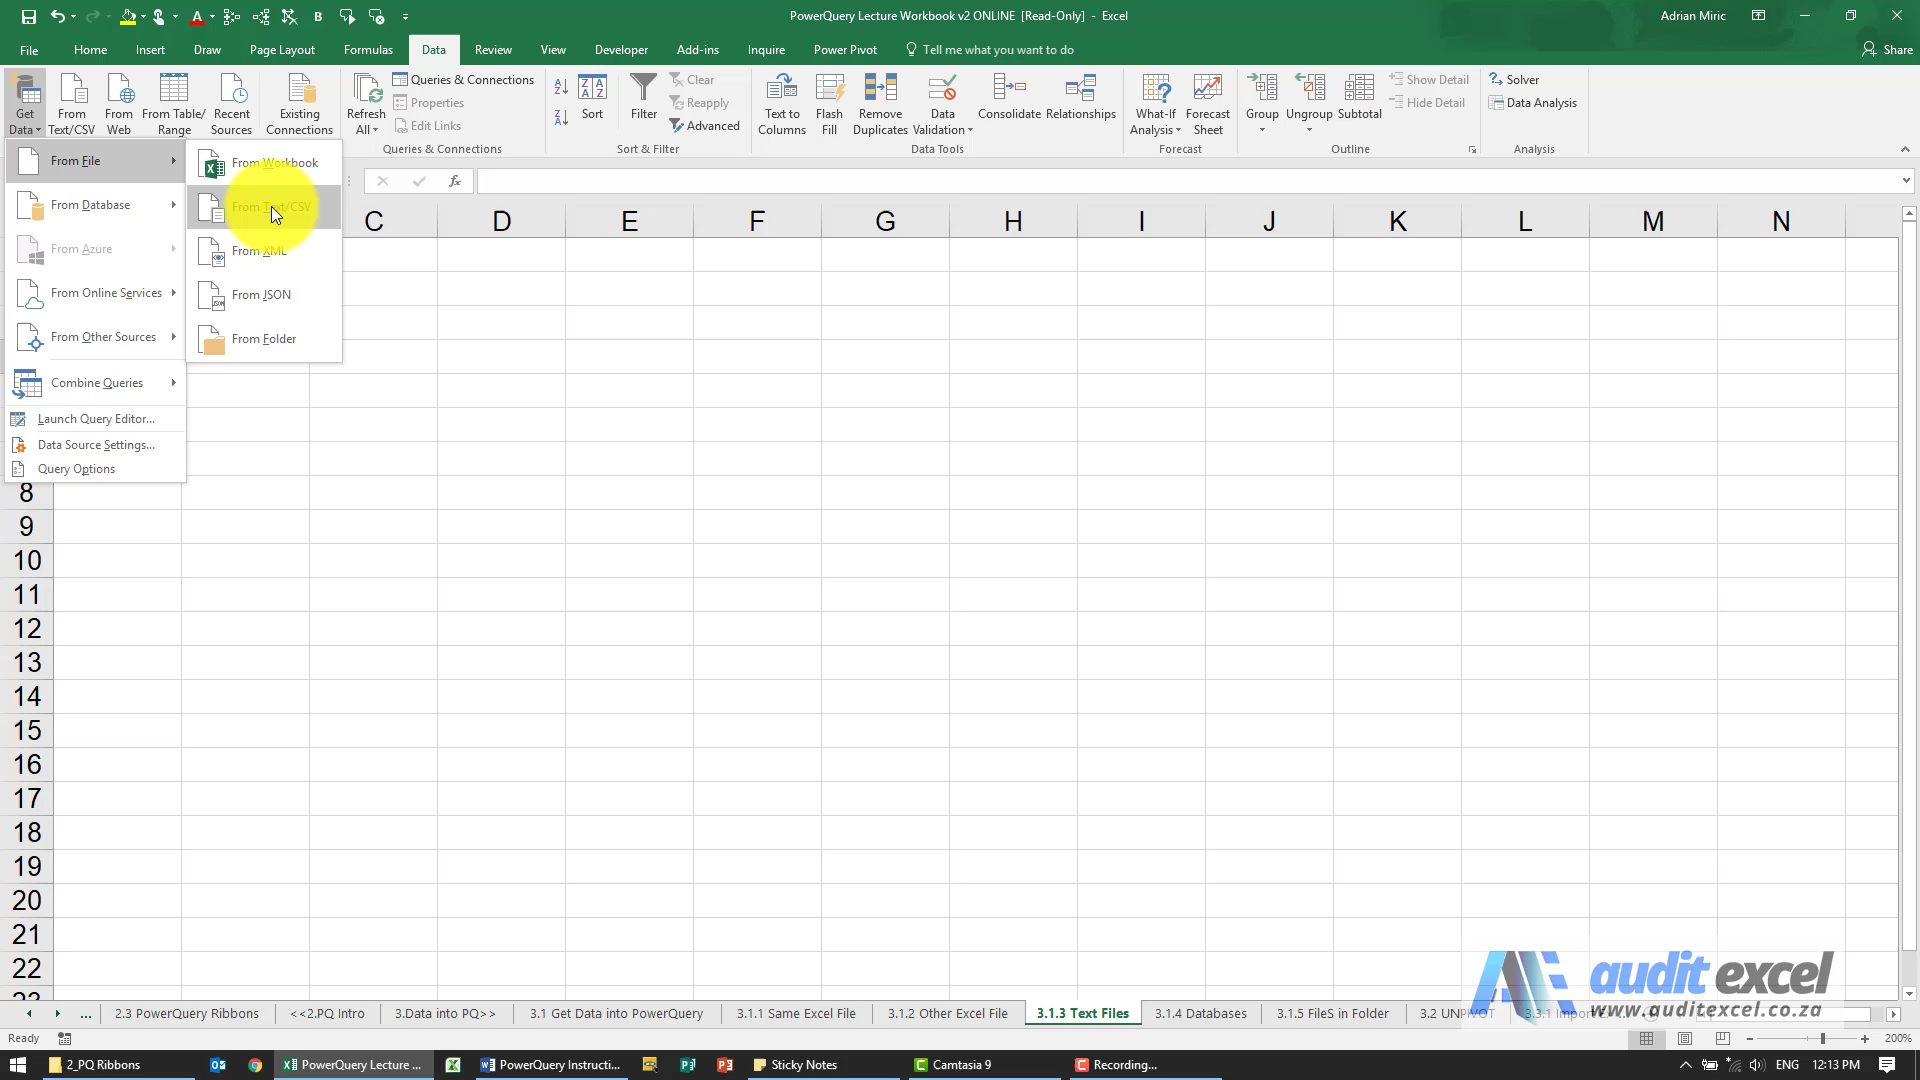 PowerQuery Lecture Workbook v2 ONLINE [Read-Only] - Excel
Adrian Miric
File Home Insert Draw Page Layout Formulas Data Review View Developer Add-ins Inquire Power Pivot Tell me what you want to do Share
Get Data
From Text/CSV
From Web
From Table/ Range
Recent Sources
Existing Connections
Refresh All
Queries & Connections
Properties
Edit Links
Queries & Connections
Sort
Filter
Clear
Reapply
Advanced
Sort & Filter
Text to Columns
Flash Fill
Remove Duplicates
Data Validation
Consolidate
Relationships
Data Tools
What-If Analysis
Forecast Sheet
Forecast
Group
Ungroup
Subtotal
Show Detail
Hide Detail
Outline
Solver
Data Analysis
Analysis
From File
From Database
From Azure
From Online Services
From Other Sources
Combine Queries
Launch Query Editor...
Data Source Settings...
Query Options
From Workbook
From Text/CSV
From XML
From JSON
From Folder
fx
C D E F G H I J K L M N
8
9
10
11
12
13
14
15
16
17
18
19
20
21
22
23
audit excel
www.auditexcel.co.za
... 2.3 PowerQuery Ribbons <<2.PQ Intro 3.Data into PQ>> 3.1 Get Data into PowerQuery 3.1.1 Same Excel File 3.1.2 Other Excel File 3.1.3 Text Files 3.1.4 Databases 3.1.5 FileS in Folder 3.2 UNPIVOT
Ready
200%
2_PQ Ribbons
PowerQuery Lecture ...
PowerQuery Instructi...
Sticky Notes
Camtasia 9
Recording...
ENG 12:13 PM